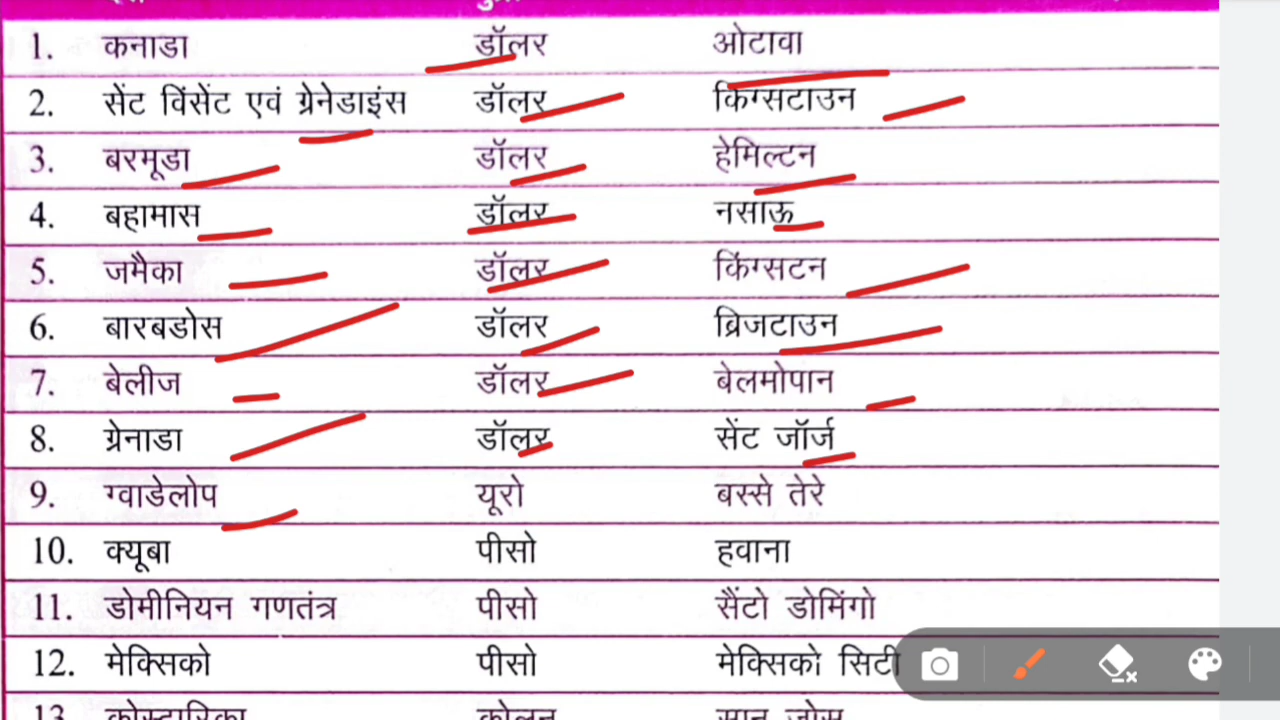 1. कनाडा डॉलर ओटावा
2. सेंट विंसेंट एवं ग्रेनेडाइंस डॉलर किंग्सटाउन
3. बरमूडा डॉलर हेमिल्टन
4. बहामास डॉलर नसाऊ
5. जमैका डॉलर किंग्सटन
6. बारबडोस डॉलर ब्रिजटाउन
7. बेलीज डॉलर बेलमोपान
8. ग्रेनाडा डॉलर सेंट जॉर्ज
9. ग्वाडेलोप यूरो बस्से तेरे
10. क्यूबा पीसो हवाना
11. डोमीनियन गणतंत्र पीसो सैंटो डोमिंगो
12. मेक्सिको पीसो मेक्सिको सिटी
13. कोस्टारिका कोलन सान जोस